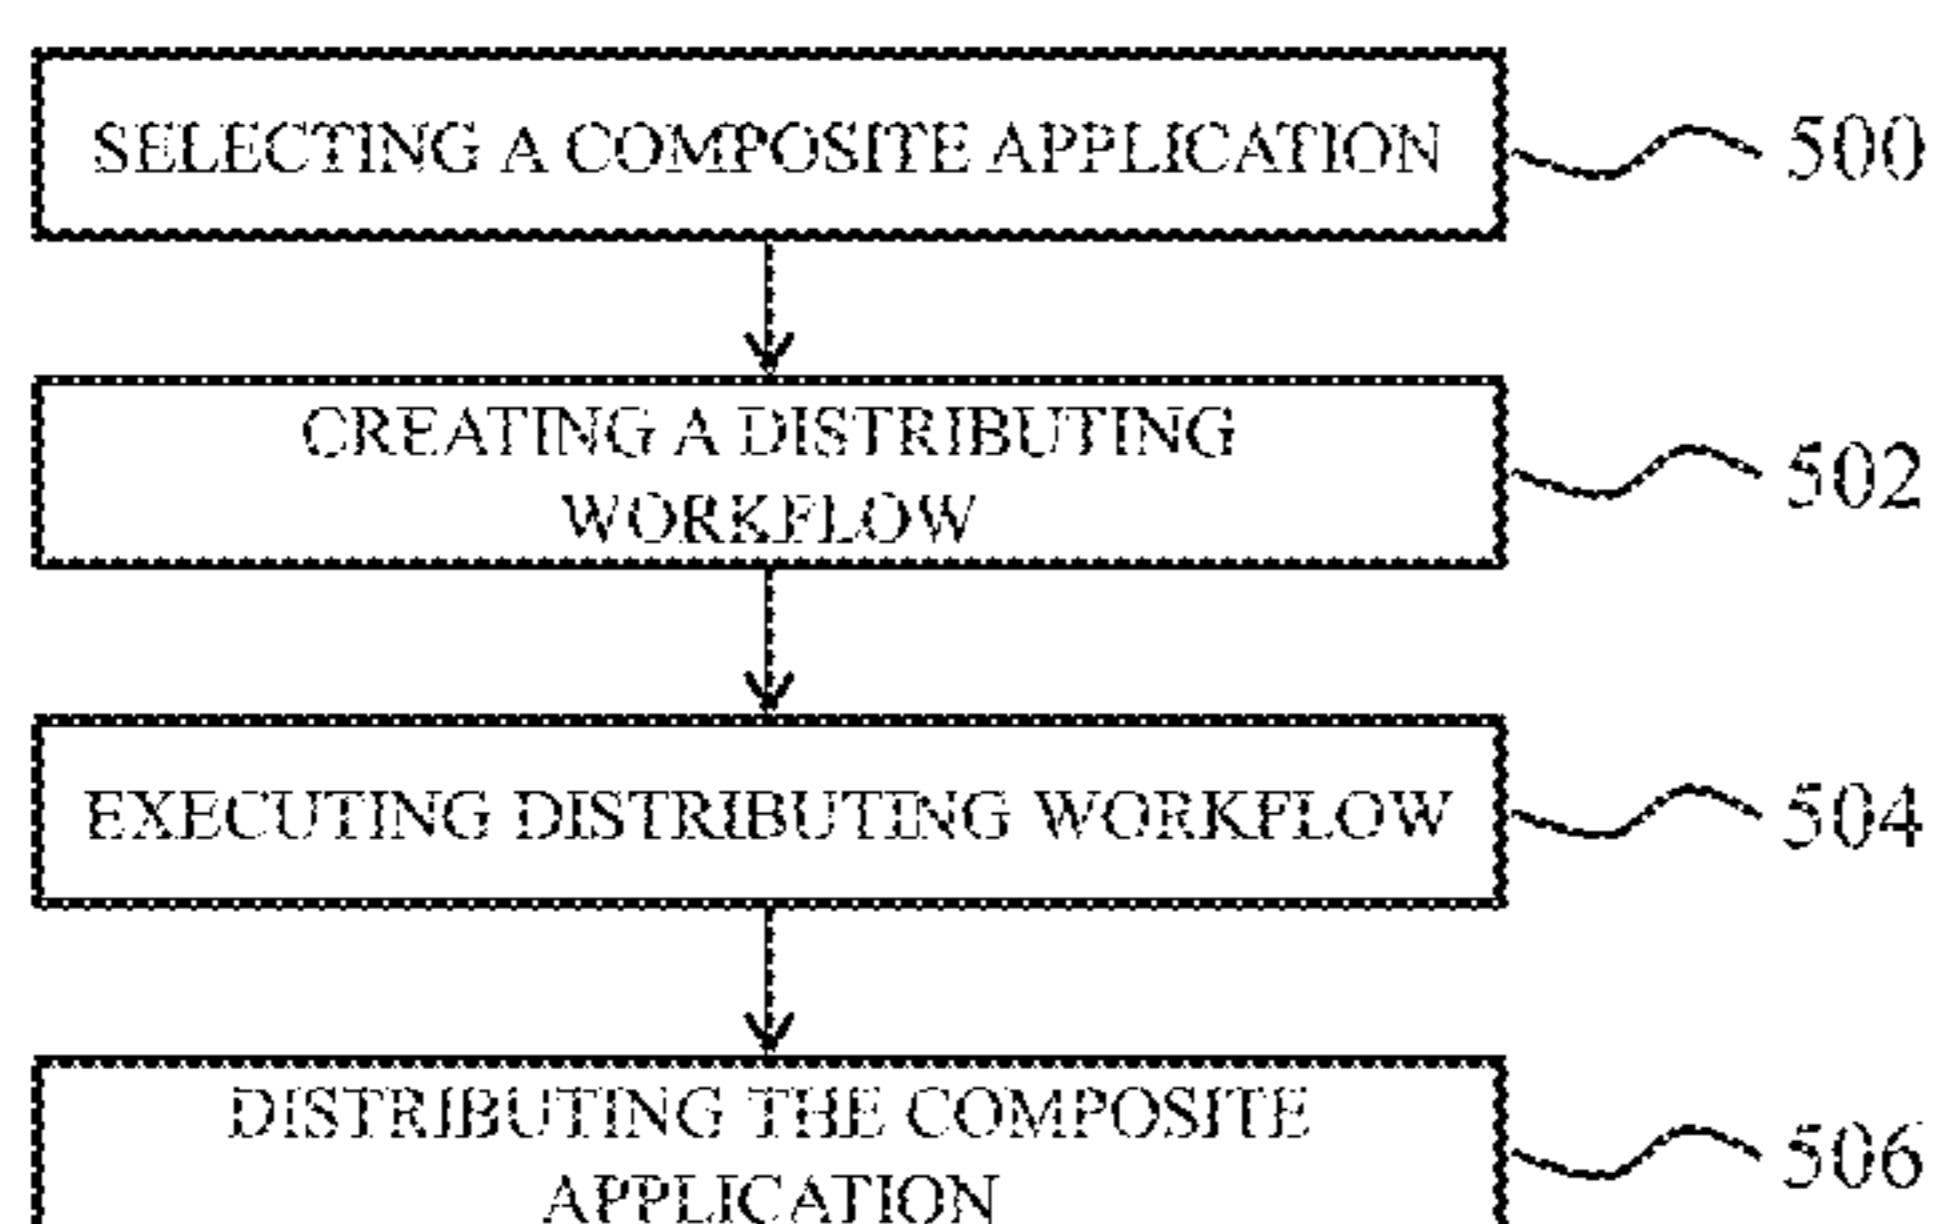 SELECTING A COMPOSITE APPLICATION
500
CREATING A DISTRIBUTING
WORKFLOW
502
EXECUTING DISTRIBUTING WORKFLOW
504
DISTRIBUTING THE COMPOSITE
APPLICATION
506